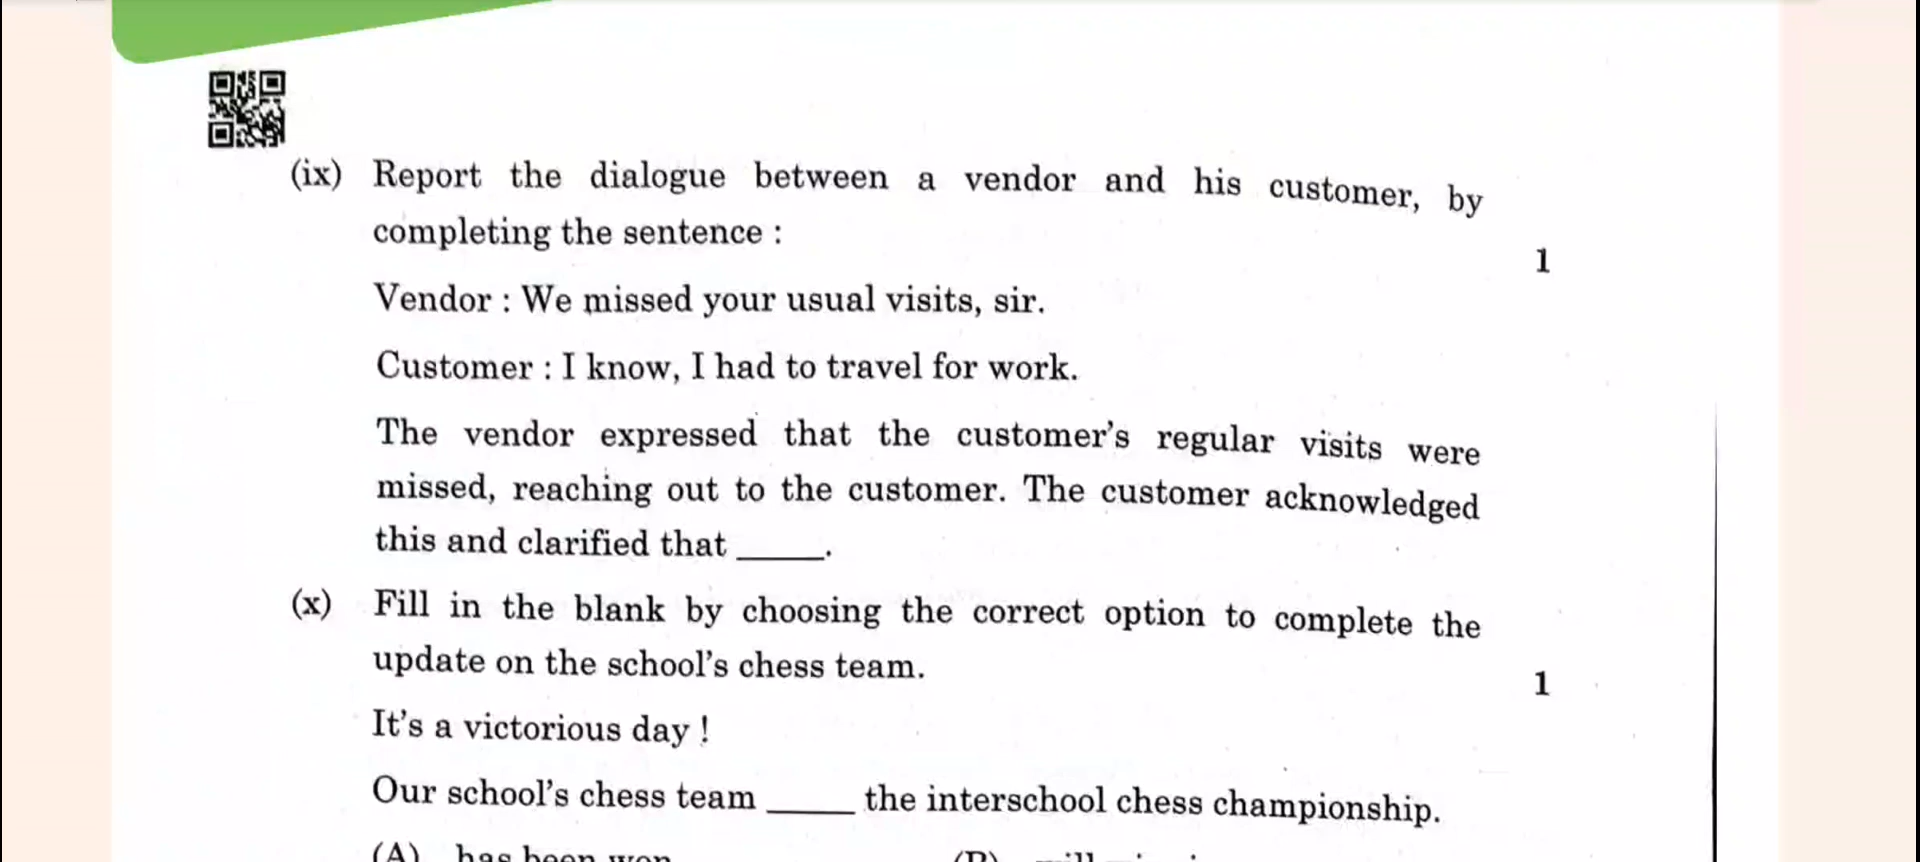 (ix) Report the dialogue between a vendor and his customer, by
completing the sentence :
1
Vendor : We missed your usual visits, sir.
Customer : I know, I had to travel for work.
The vendor expressed that the customer's regular visits were
missed, reaching out to the customer. The customer acknowledged
this and clarified that _____.
(x) Fill in the blank by choosing the correct option to complete the
update on the school's chess team.
1
It's a victorious day !
Our school's chess team _____ the interschool chess championship.
(A) has been won